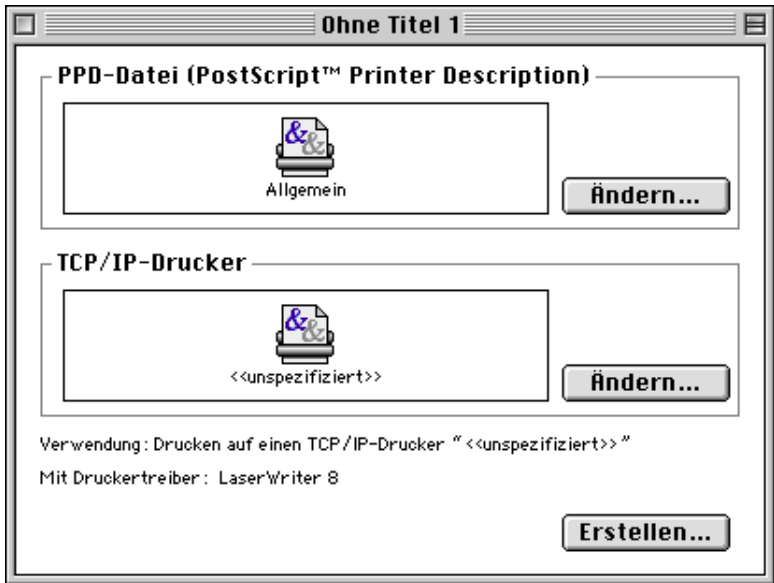 Ohne Titel 1
PPD-Datei (PostScript™ Printer Description)
&&
Allgemein
Ändern...
TCP/IP-Drucker
&&
<<unspezifiziert>>
Ändern...
Verwendung: Drucken auf einen TCP/IP-Drucker “<<unspezifiziert>>”
Mit Druckertreiber: LaserWriter 8
Erstellen...